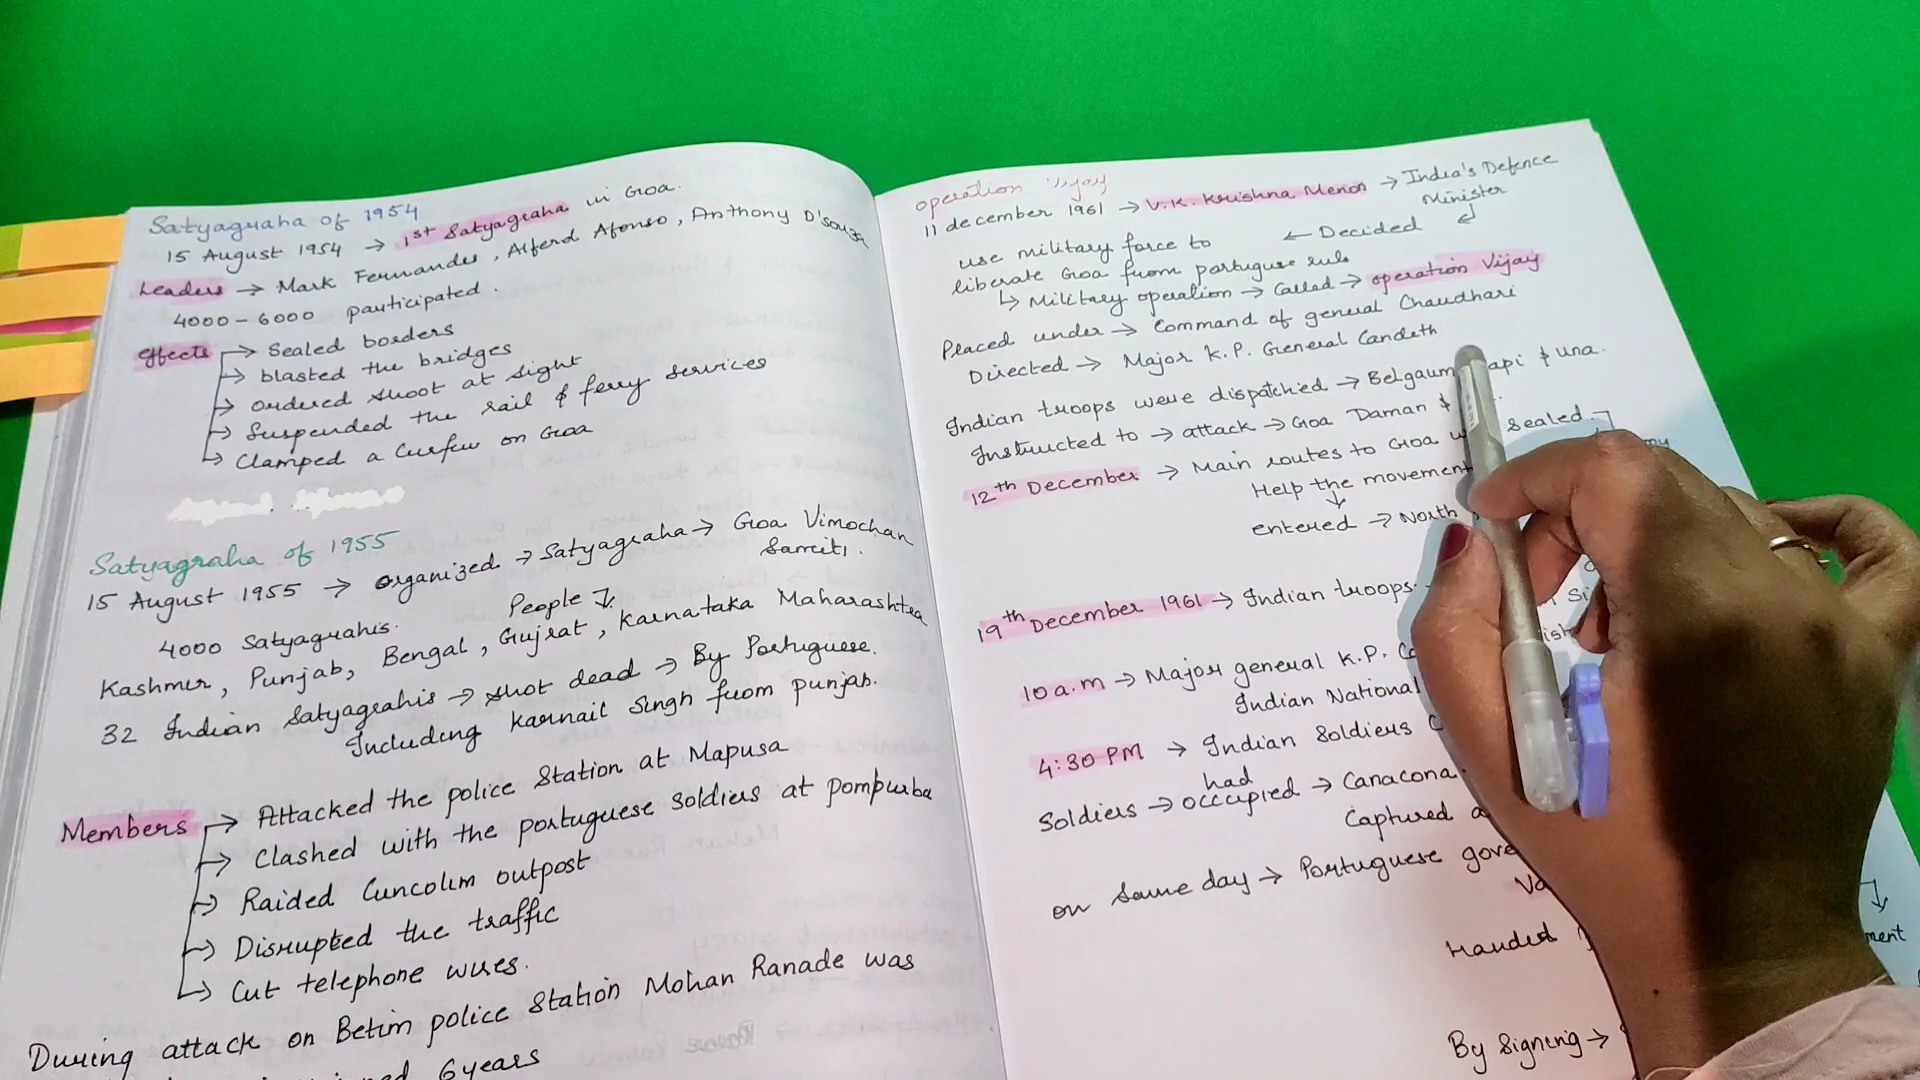 Satyagraha of 1954
15 August 1954 → 1st Satyagraha in Goa.
Leaders → Mark Fernandes, Alferd Afonso, Anthony D'souza
4000-6000 participated.
Effects → Sealed borders
→ blasted the bridges
→ ordered shoot at sight
→ Suspended the rail & ferry services
→ Clamped a Curfew on Goa
Satyagraha of 1955
15 August 1955 → organized → Satyagraha → Goa Vimochan
Samiti.
4000 Satyagrahis. People ↴
Kashmir, Punjab, Bengal, Gujrat, Karnataka Maharashtra
32 Indian Satyagrahis → shot dead → By Portuguese.
Including Karnail Singh from punjab.
Members → Attacked the police Station at Mapusa
→ Clashed with the portuguese soldiers at pompurba
→ Raided Cuncolim outpost
→ Disrupted the traffic
→ Cut telephone wires.
During attack on Betim police Station Mohan Ranade was
6 years
operation Vijay
11 december 1961 → V.K. Krishna Menon → India's Defence
Minister
use military force to ← Decided
liberate Goa from portuguse rule
↳ Military operation → Called → operation Vijay
Placed under → Command of general Chaudhari
Directed → Major K.P. General Candeth
Indian troops were dispatched → Belgaum api & una.
Instructed to → attack → Goa Daman &
12th December → Main routes to Goa w sealed.
Help the movement
entered → North
19th December 1961 → Indian troops
10 a.m → Major general K.P. C
Indian National
4:30 PM → Indian Soldiers C
had
Soldiers → occupied → Canacona
Captured a
on same day → Portuguese gove
Va
Handed
ment
By Signing →